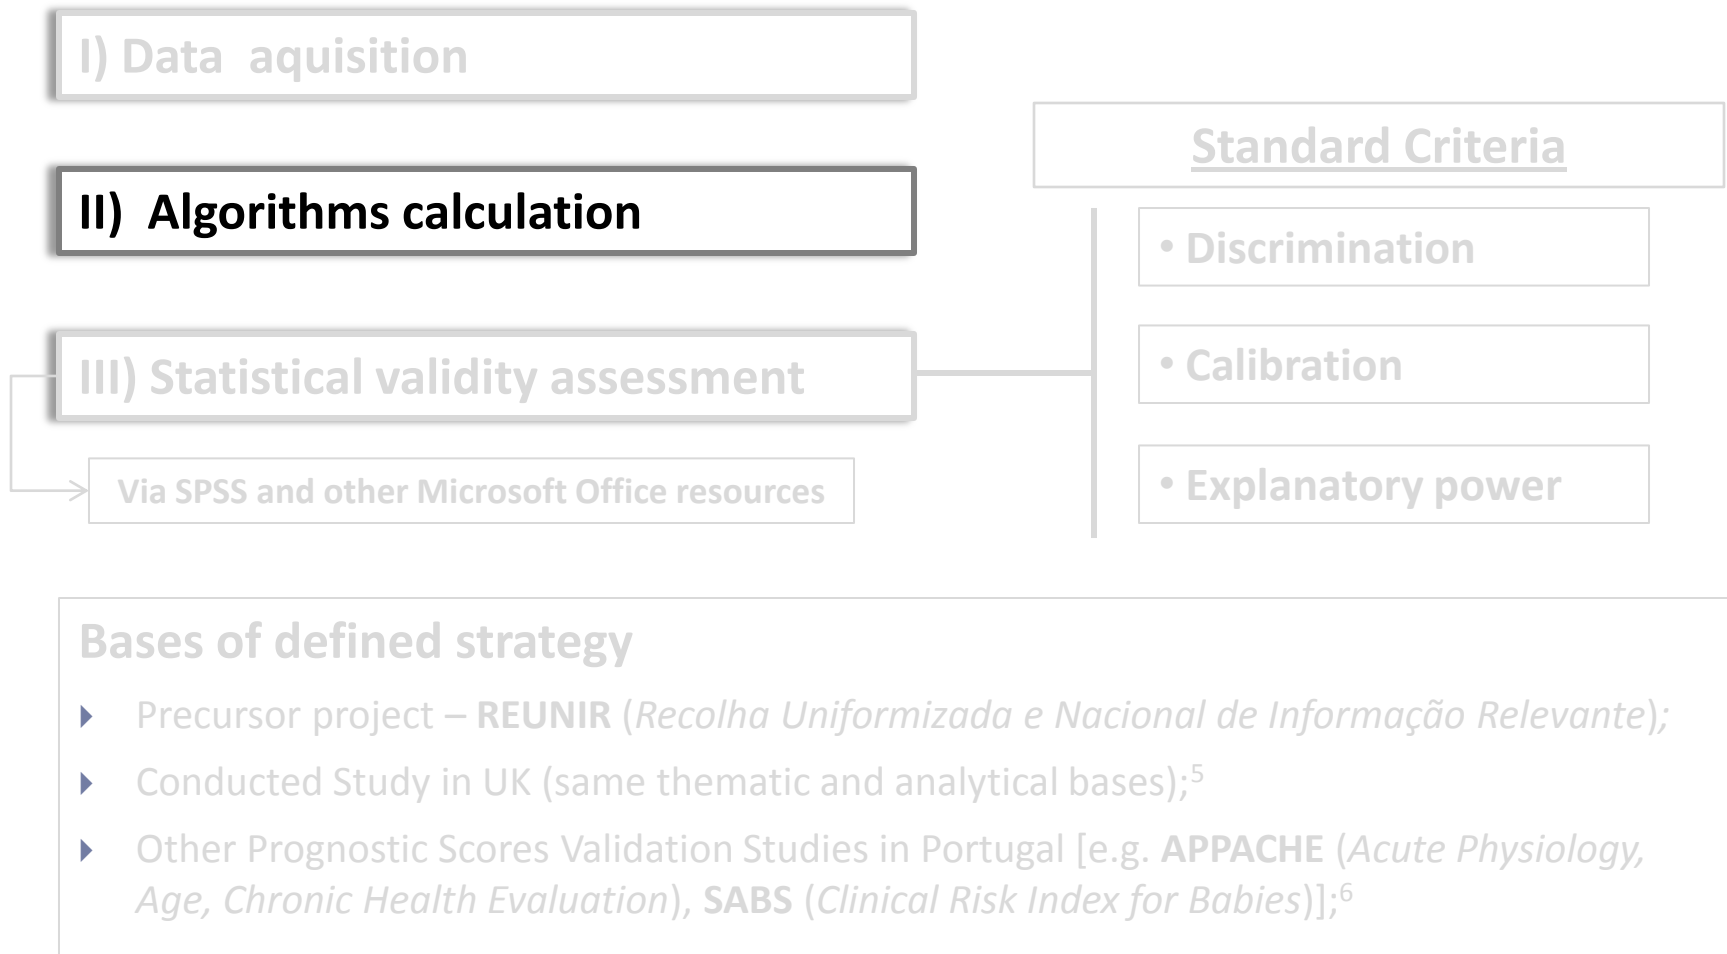 I) Data  aquisition
II)  Algorithms calculation
III) Statistical validity assessment
Via SPSS and other Microsoft Office resources
Standard Criteria
• Discrimination
• Calibration
• Explanatory power
Bases of defined strategy
Precursor project – REUNIR (Recolha Uniformizada e Nacional de Informação Relevante);
Conducted Study in UK (same thematic and analytical bases);5
Other Prognostic Scores Validation Studies in Portugal [e.g. APPACHE (Acute Physiology,
Age, Chronic Health Evaluation), SABS (Clinical Risk Index for Babies)];6